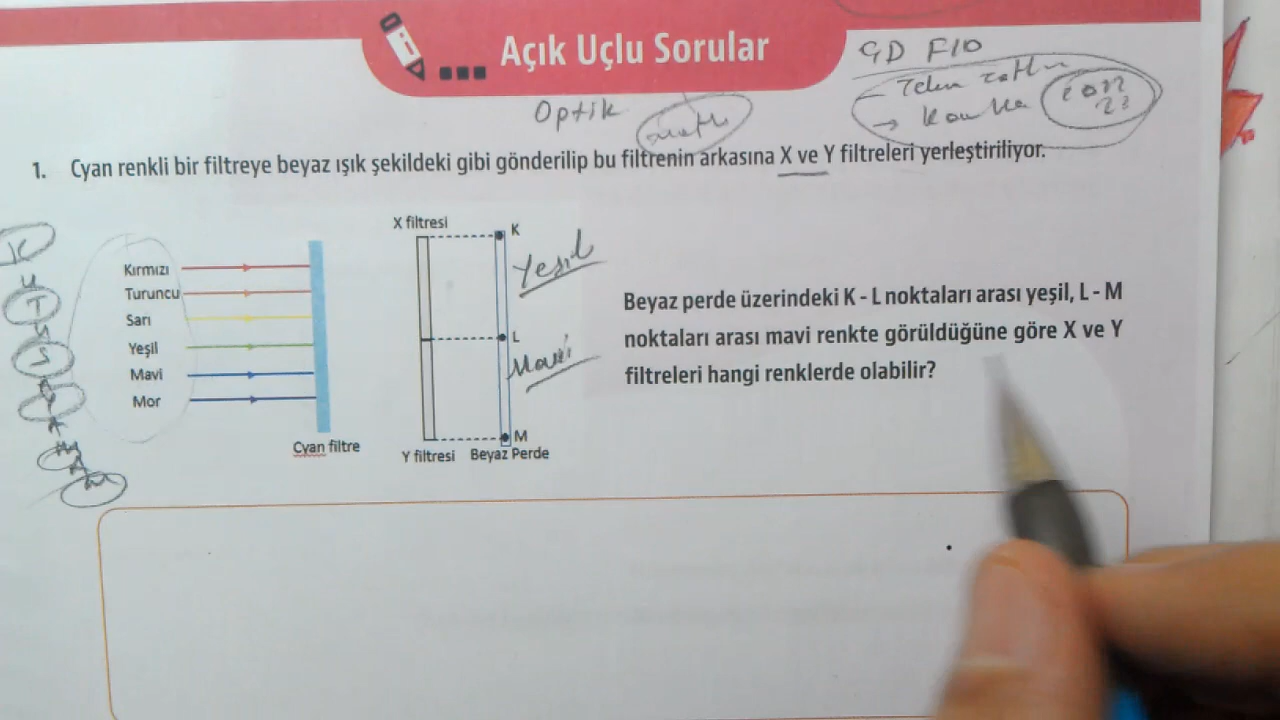 Açık Uçlu Sorular
GD F10
Optik
1. Cyan renkli bir filtreye beyaz ışık şekildeki gibi gönderilip bu filtrenin arkasına X ve Y filtreleri yerleştiriliyor.
X filtresi
K
Yeşil
Kırmızı
Turuncu
Sarı
Yeşil
Mavi
Mor
L
Mavi
M
Cyan filtre
Y filtresi Beyaz Perde
Beyaz perde üzerindeki K - L noktaları arası yeşil, L - M
noktaları arası mavi renkte görüldüğüne göre X ve Y
filtreleri hangi renklerde olabilir?